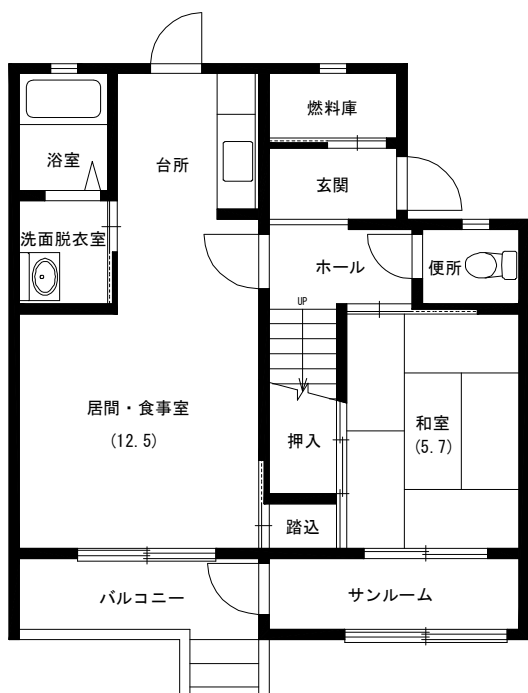 燃料庫
浴室
台所
玄関
洗面脱衣室
ホール
便所
UP
居間・食事室
(12.5)
和室
(5.7)
押入
踏込
バルコニー
サンルーム